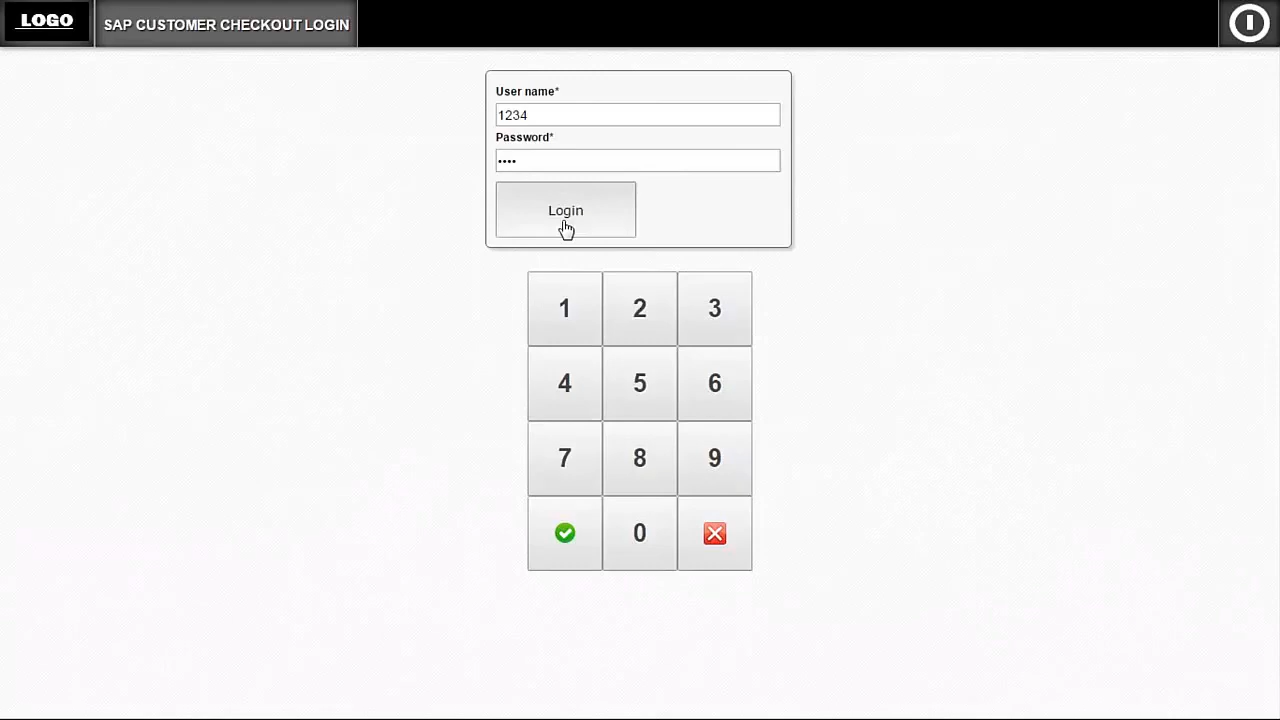 LOGO
SAP CUSTOMER CHECKOUT LOGIN
User name*
1234
Password*
••••
Login
1 2 3
4 5 6
7 8 9
0